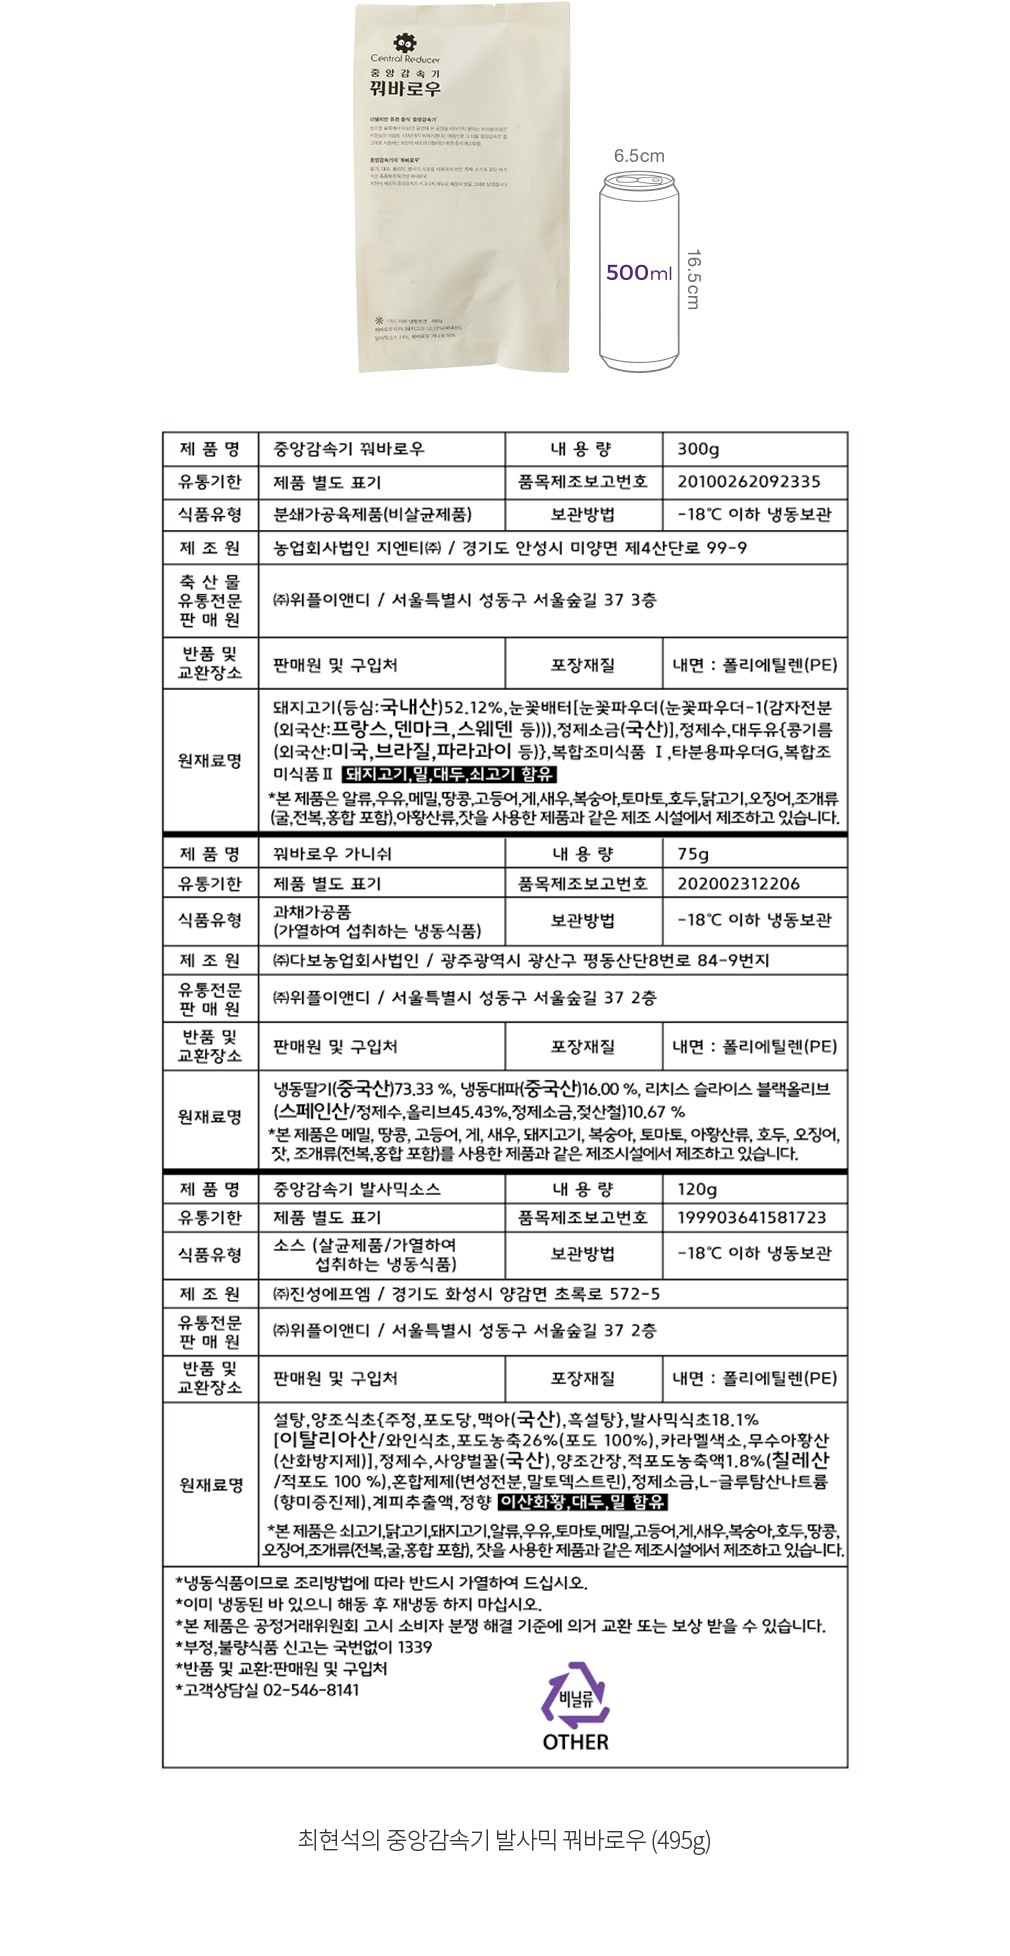 Central Reducer
중앙감속기
꿔바로우
6.5cm
500ml
16.5cm
제 품 명 중앙감속기 꿔바로우 내 용 량 300g
유통기한 제품 별도 표기 품목제조보고번호 20100262092335
식품유형 분쇄가공육제품(비살균제품) 보관방법 -18℃ 이하 냉동보관
제 조 원 농업회사법인 지엔티㈜ / 경기도 안성시 미양면 제4산단로 99-9
축 산 물
유통전문
판 매 원
㈜위플이앤디 / 서울특별시 성동구 서울숲길 37 3층
반품 및
교환장소
판매원 및 구입처 포장재질 내면 : 폴리에틸렌(PE)
원재료명
돼지고기(등심:국내산)52.12%,눈꽃배터[눈꽃파우더(눈꽃파우더-1(감자전분
(외국산:프랑스,덴마크,스웨덴 등))),정제소금(국산)],정제수,대두유{콩기름
(외국산:미국,브라질,파라과이 등)},복합조미식품 Ⅰ,타분용파우더G,복합조
미식품Ⅱ 돼지고기,밀,대두,쇠고기 함유
*본 제품은 알류,우유,메밀,땅콩,고등어,게,새우,복숭아,토마토,호두,닭고기,오징어,조개류
(굴,전복,홍합 포함),아황산류,잣을 사용한 제품과 같은 제조 시설에서 제조하고 있습니다.
제 품 명 꿔바로우 가니쉬 내 용 량 75g
유통기한 제품 별도 표기 품목제조보고번호 202002312206
식품유형 과채가공품
(가열하여 섭취하는 냉동식품)
보관방법 -18℃ 이하 냉동보관
제 조 원 ㈜다보농업회사법인 / 광주광역시 광산구 평동산단8번로 84-9번지
유통전문
판 매 원
㈜위플이앤디 / 서울특별시 성동구 서울숲길 37 2층
반품 및
교환장소
판매원 및 구입처 포장재질 내면 : 폴리에틸렌(PE)
원재료명
냉동딸기(중국산)73.33 %, 냉동대파(중국산)16.00 %, 리치스 슬라이스 블랙올리브
(스페인산/정제수,올리브45.43%,정제소금,젖산철)10.67 %
*본 제품은 메밀, 땅콩, 고등어, 게, 새우, 돼지고기, 복숭아, 토마토, 아황산류, 호두, 오징어,
잣, 조개류(전복,홍합 포함)를 사용한 제품과 같은 제조시설에서 제조하고 있습니다.
제 품 명 중앙감속기 발사믹소스 내 용 량 120g
유통기한 제품 별도 표기 품목제조보고번호 199903641581723
식품유형 소스 (살균제품/가열하여
섭취하는 냉동식품)
보관방법 -18℃ 이하 냉동보관
제 조 원 ㈜진성에프엠 / 경기도 화성시 양감면 초록로 572-5
유통전문
판 매 원
㈜위플이앤디 / 서울특별시 성동구 서울숲길 37 2층
반품 및
교환장소
판매원 및 구입처 포장재질 내면 : 폴리에틸렌(PE)
원재료명
설탕,양조식초{주정,포도당,맥아(국산),흑설탕},발사믹식초18.1%
[이탈리아산/와인식초,포도농축26%(포도 100%),카라멜색소,무수아황산
(산화방지제)],정제수,사양벌꿀(국산),양조간장,적포도농축액1.8%(칠레산
/적포도 100 %),혼합제제(변성전분,말토덱스트린),정제소금,L-글루탐산나트륨
(향미증진제),계피추출액,정향 이산화황,대두,밀 함유
*본 제품은 쇠고기,닭고기,돼지고기,알류,우유,토마토,메밀,고등어,게,새우,복숭아,호두,땅콩,
오징어,조개류(전복,굴,홍합 포함), 잣을 사용한 제품과 같은 제조시설에서 제조하고 있습니다.
*냉동식품이므로 조리방법에 따라 반드시 가열하여 드십시오.
*이미 냉동된 바 있으니 해동 후 재냉동 하지 마십시오.
*본 제품은 공정거래위원회 고시 소비자 분쟁 해결 기준에 의거 교환 또는 보상 받을 수 있습니다.
*부정,불량식품 신고는 국번없이 1339
*반품 및 교환:판매원 및 구입처
*고객상담실 02-546-8141
비닐류
OTHER
최현석의 중앙감속기 발사믹 꿔바로우 (495g)